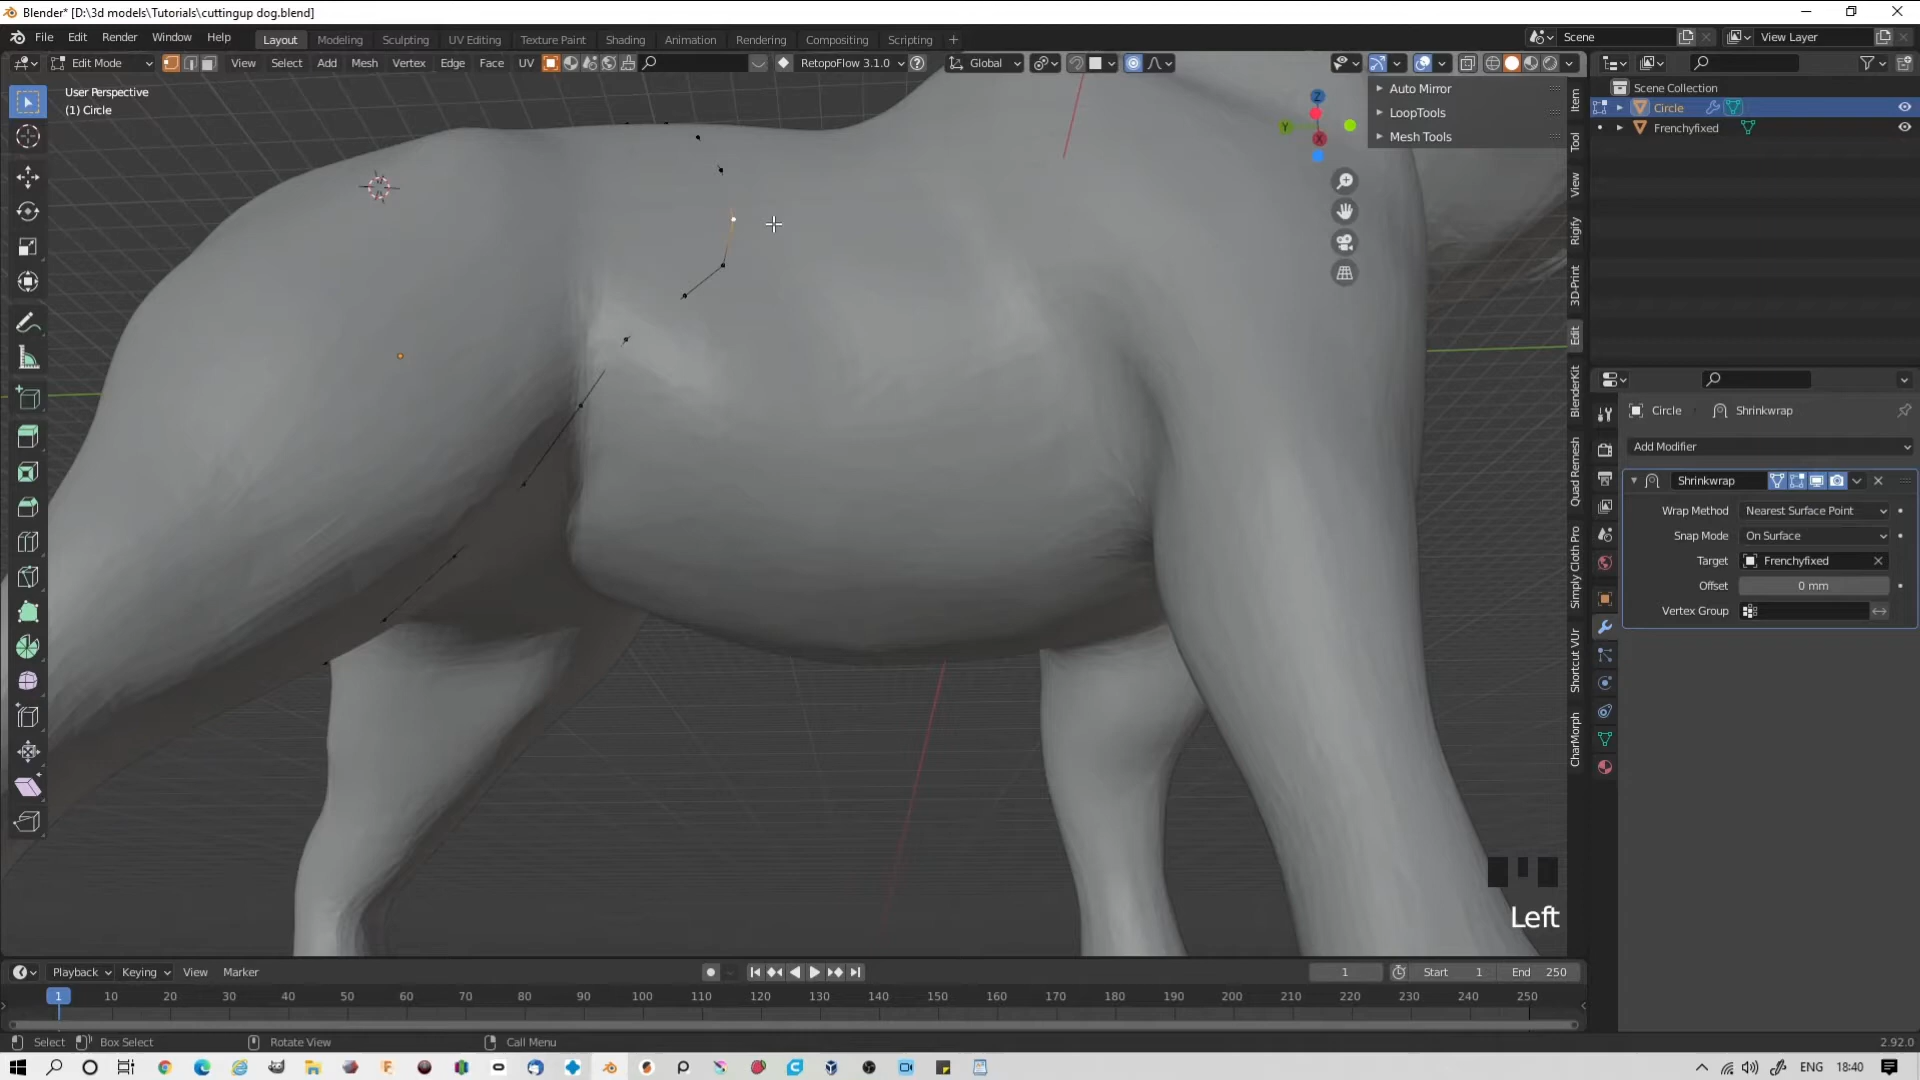 Blender* [D:\3d models\Tutorials\cuttingup dog.blend]
File Edit Render Window Help
Layout Modeling Sculpting UV Editing Texture Paint Shading Animation Rendering Compositing Scripting +
Scene
View Layer
Edit Mode View Select Add Mesh Vertex Edge Face UV RetopoFlow 3.1.0 Global
User Perspective
(1) Circle
Auto Mirror
LoopTools
Mesh Tools
Z
Y
X
Item
Tool
View
Rigify
3D-Print
Edit
BlenderKit
Quad Remesh
Simply Cloth Pro
Shortcut VUr
CharMorph
Scene Collection
Circle
Frenchyfixed
Circle Shrinkwrap
Add Modifier
Shrinkwrap
Wrap Method Nearest Surface Point
Snap Mode On Surface
Target Frenchyfixed
Offset 0 mm
Vertex Group
Left
Playback Keying View Marker
1 Start 1 End 250
1 10 20 30 40 50 60 70 80 90 100 110 120 130 140 150 160 170 180 190 200 210 220 230 240 250
Select Box Select Rotate View Call Menu 2.92.0
ENG 18:40